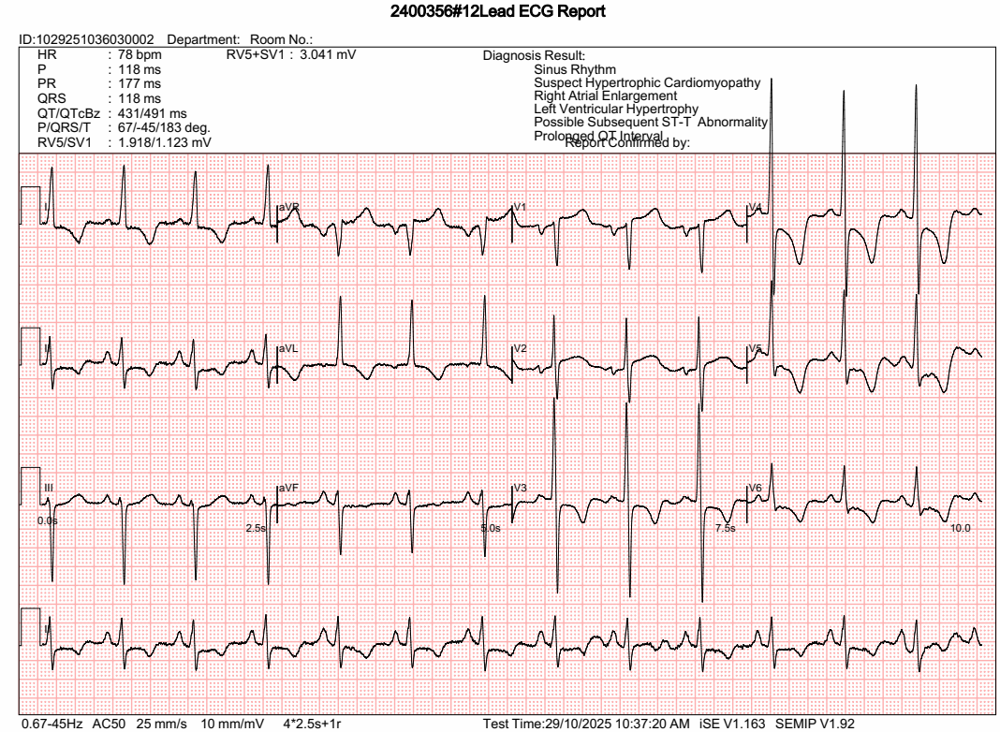 2400356#12Lead ECG Report
ID:1029251036030002 Department: Room No.:
HR : 78 bpm RV5+SV1 : 3.041 mV
P : 118 ms
PR : 177 ms
QRS : 118 ms
QT/QTcBz : 431/491 ms
P/QRS/T : 67/-45/183 deg.
RV5/SV1 : 1.918/1.123 mV
Diagnosis Result:
Sinus Rhythm
Suspect Hypertrophic Cardiomyopathy
Right Atrial Enlargement
Left Ventricular Hypertrophy
Possible Subsequent ST-T Abnormality
Prolonged QT Interval
Report Confirmed by:
I aVR V1 V4
II aVL V2 V5
III aVF V3 V6
0.0s 2.5s 5.0s 7.5s 10.0
II
0.67-45Hz AC50 25 mm/s 10 mm/mV 4*2.5s+1r Test Time:29/10/2025 10:37:20 AM iSE V1.163 SEMIP V1.92